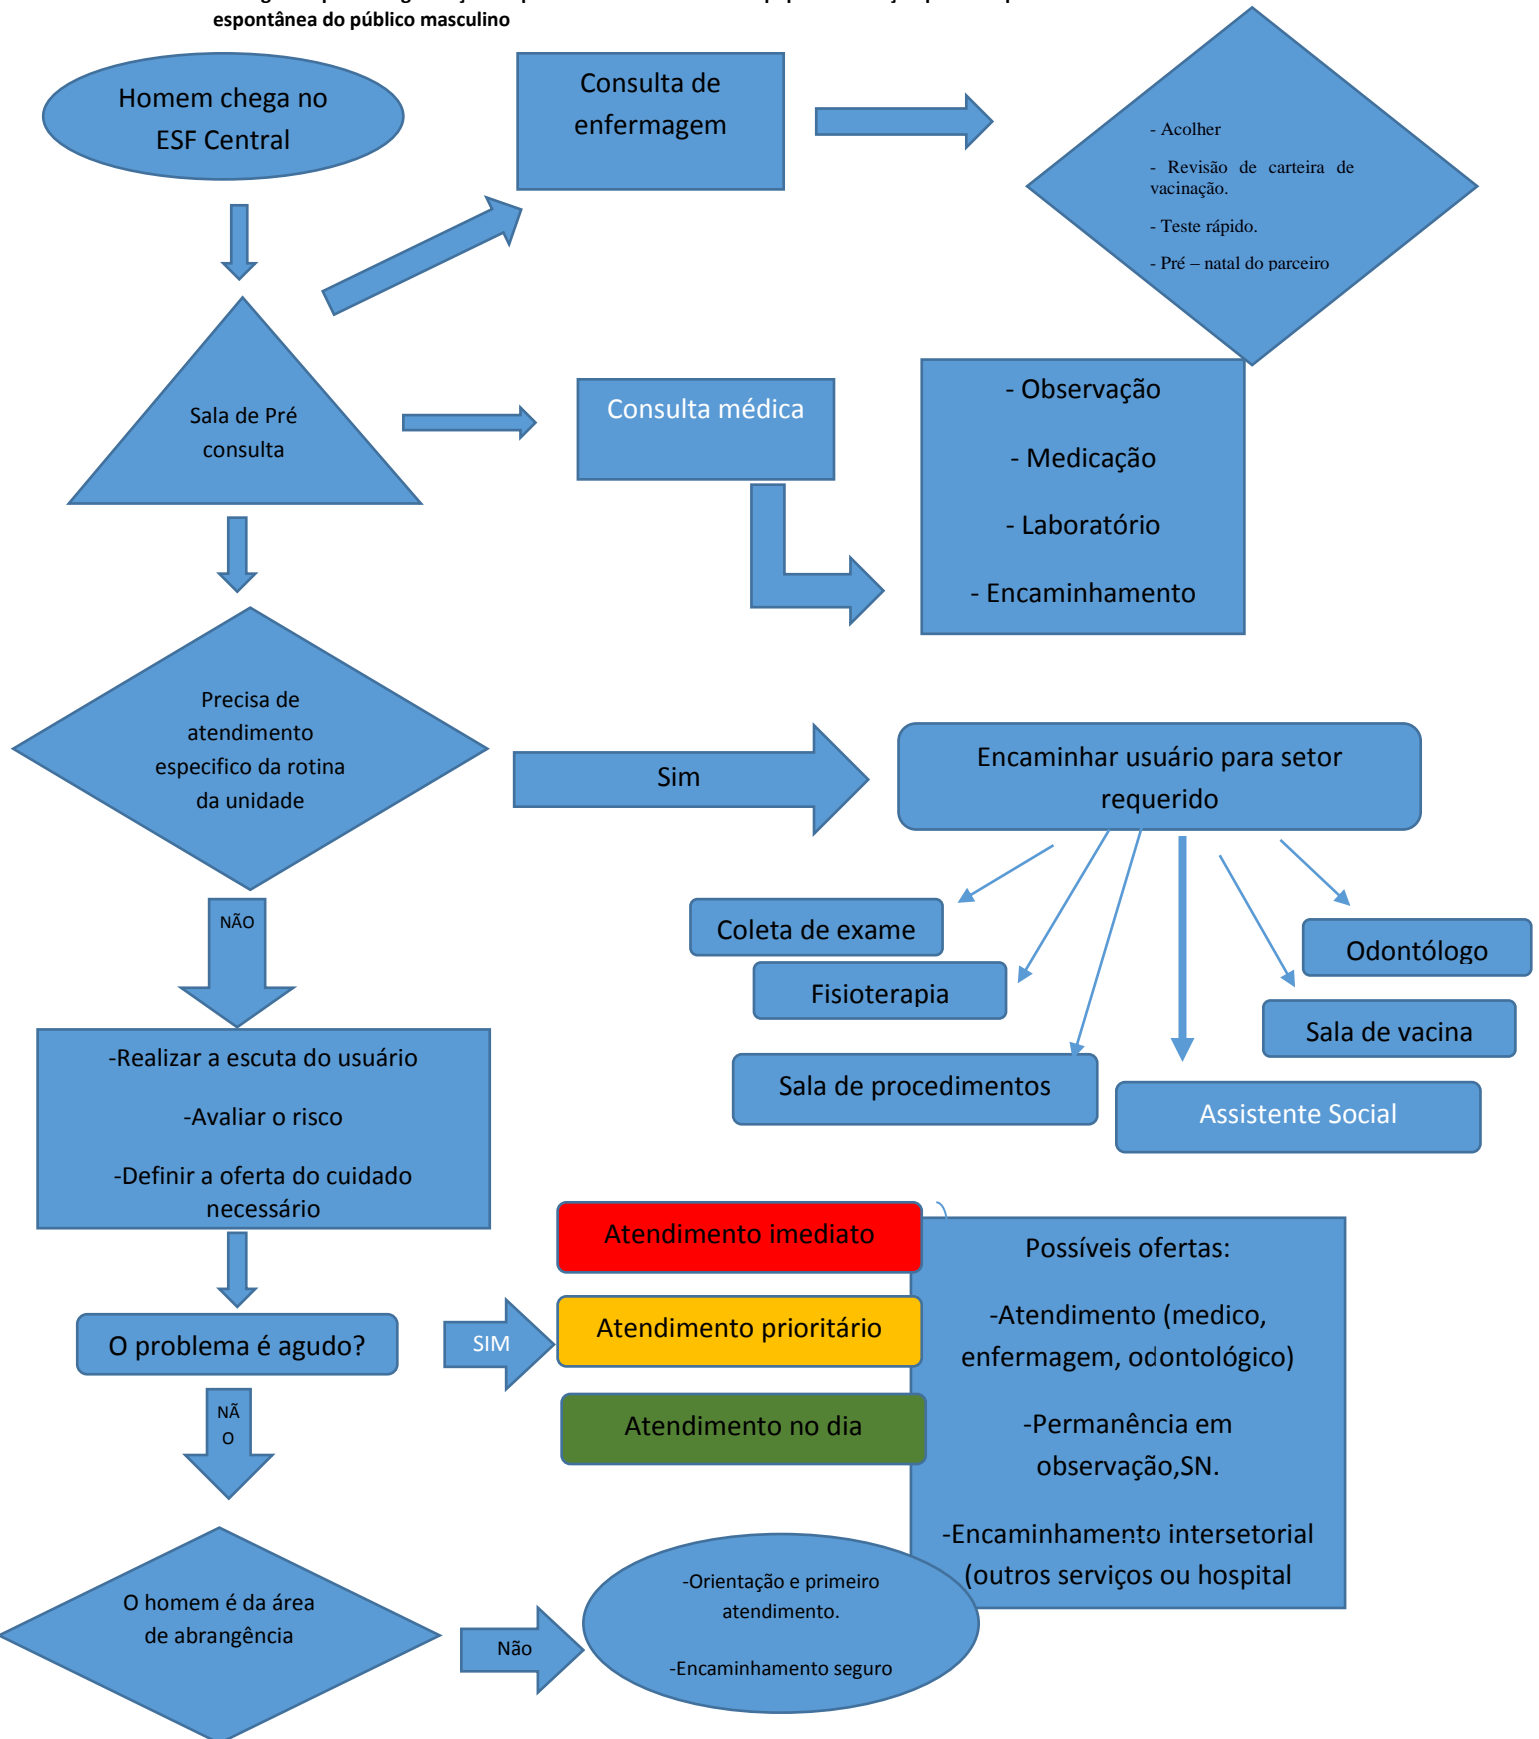 espontânea do público masculino
Homem chega no
ESF Central
Consulta de
enfermagem
- Acolher
- Revisão de carteira de
vacinação.
- Teste rápido.
- Pré – natal do parceiro
Sala de Pré
consulta
Consulta médica
- Observação
- Medicação
- Laboratório
- Encaminhamento
Precisa de
atendimento
especifico da rotina
da unidade
Sim
Encaminhar usuário para setor
requerido
NÃO
Coleta de exame
Fisioterapia
Sala de procedimentos
Assistente Social
Sala de vacina
Odontólogo
-Realizar a escuta do usuário
-Avaliar o risco
-Definir a oferta do cuidado
necessário
O problema é agudo?
SIM
Atendimento imediato
Atendimento prioritário
Atendimento no dia
Possíveis ofertas:
-Atendimento (medico,
enfermagem, odontológico)
-Permanência em
observação,SN.
-Encaminhamento intersetorial
(outros serviços ou hospital
NÃ
O
O homem é da área
de abrangência
Não
-Orientação e primeiro
atendimento.
-Encaminhamento seguro